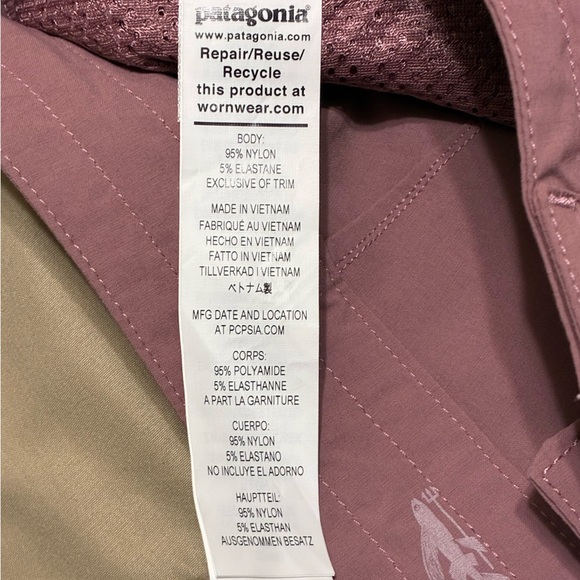 patagonia®
www.patagonia.com
Repair/Reuse/
Recycle
this product at
wornwear.com
BODY:
95% NYLON
5% ELASTANE
EXCLUSIVE OF TRIM
MADE IN VIETNAM
FABRIQUÉ AU VIETNAM
HECHO EN VIETNAM
FATTO IN VIETNAM
TILLVERKAD I VIETNAM
ベトナム製
MFG DATE AND LOCATION
AT PCPSIA.COM
CORPS:
95% POLYAMIDE
5% ELASTHANNE
A PART LA GARNITURE
CUERPO:
95% NYLON
5% ELASTANO
NO INCLUYE EL ADORNO
HAUPTTEIL:
95% NYLON
5% ELASTHAN
AUSGENOMMEN BESATZ